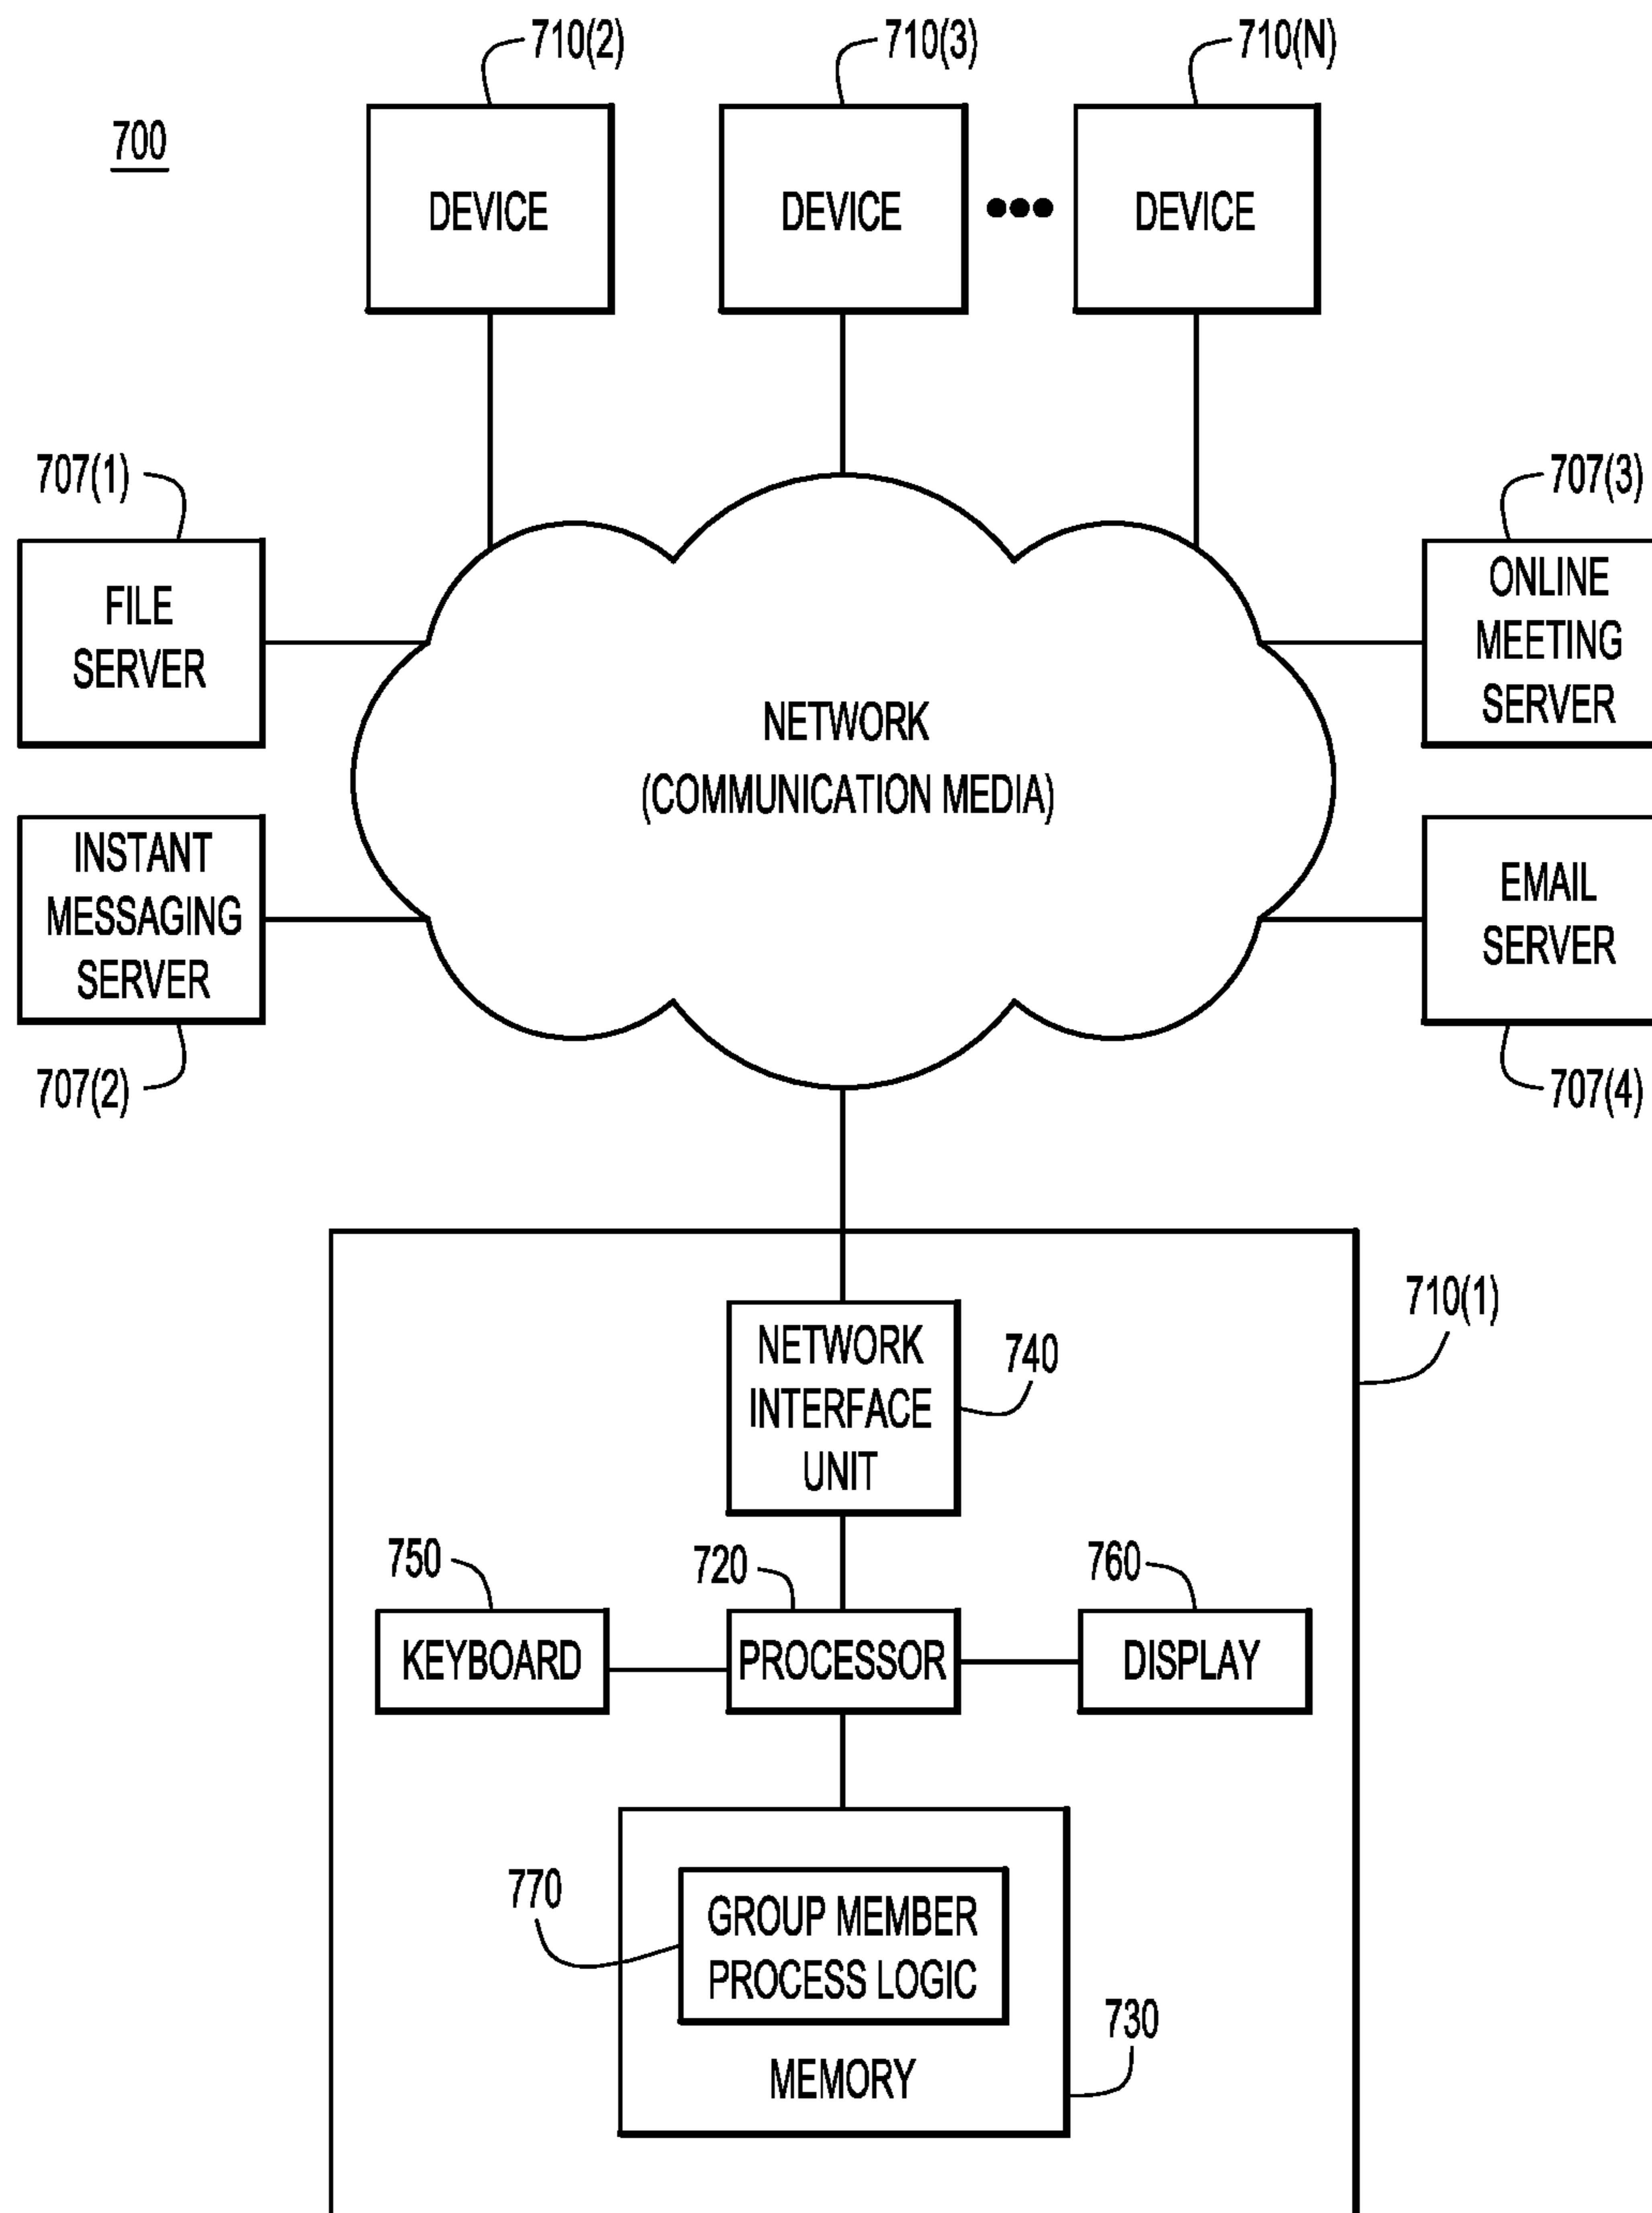 710(2)
710(3)
710(N)
700
DEVICE
DEVICE
DEVICE
707(1)
707(3)
FILE
SERVER
ONLINE
MEETING
SERVER
NETWORK
(COMMUNICATION MEDIA)
INSTANT
MESSAGING
SERVER
EMAIL
SERVER
707(2)
707(4)
710(1)
NETWORK
INTERFACE
UNIT
740
750
720
760
KEYBOARD
PROCESSOR
DISPLAY
770
GROUP MEMBER
PROCESS LOGIC
730
MEMORY